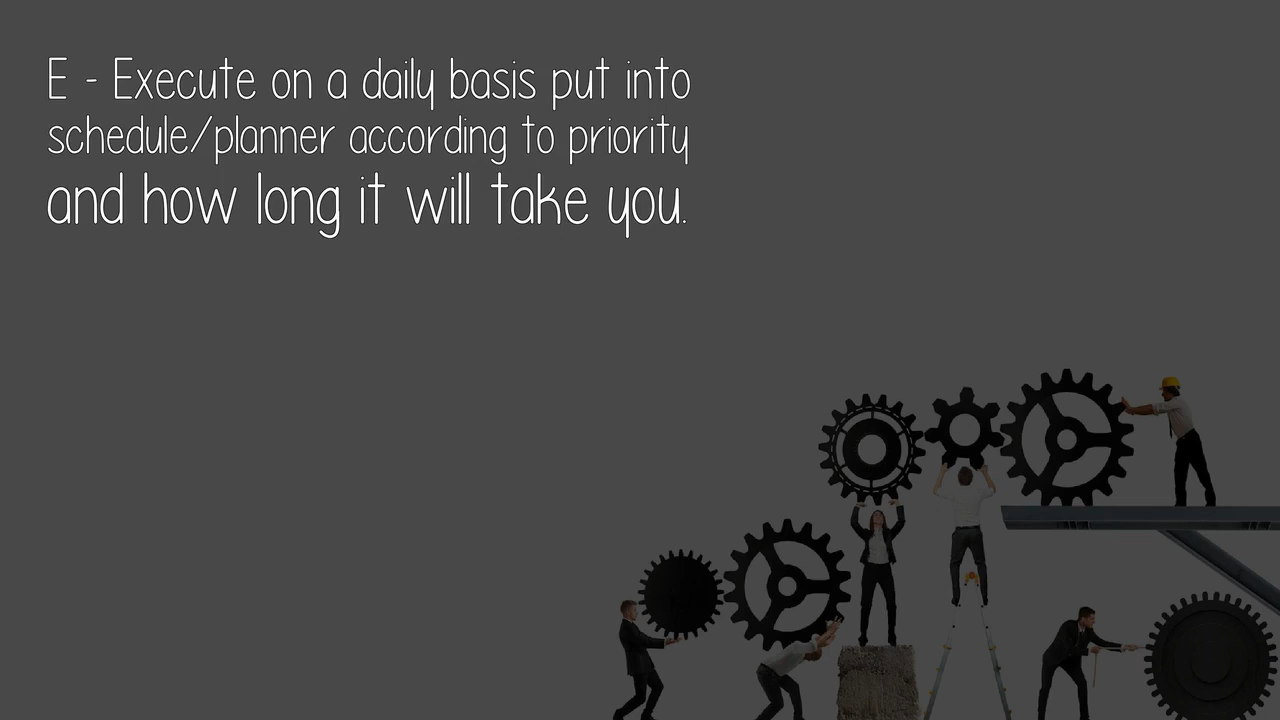 E - Execute on a daily basis put into
schedule/planner according to priority
and how long it will take you.